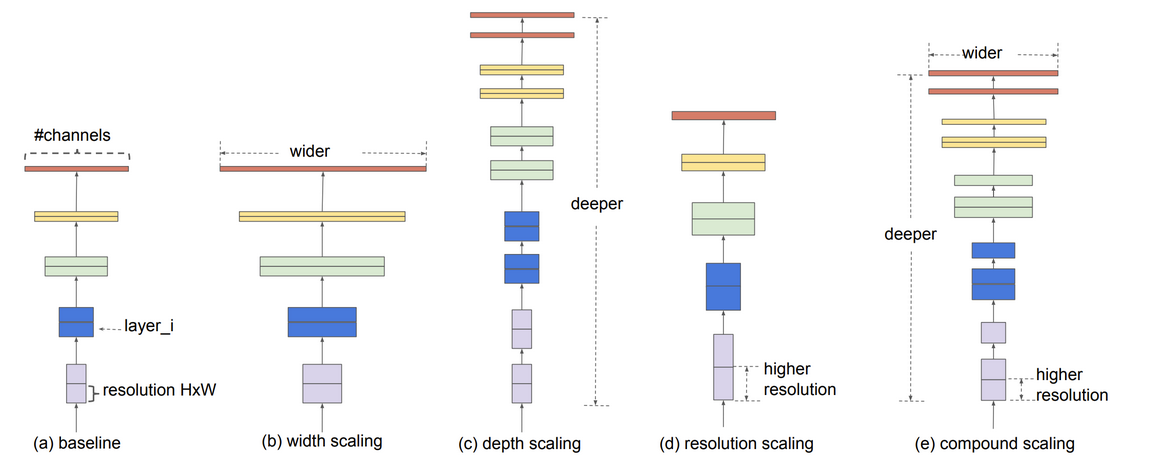 #channels
layer_i
resolution HxW
(a) baseline
wider
(b) width scaling
deeper
(c) depth scaling
higher
resolution
(d) resolution scaling
wider
deeper
higher
resolution
(e) compound scaling